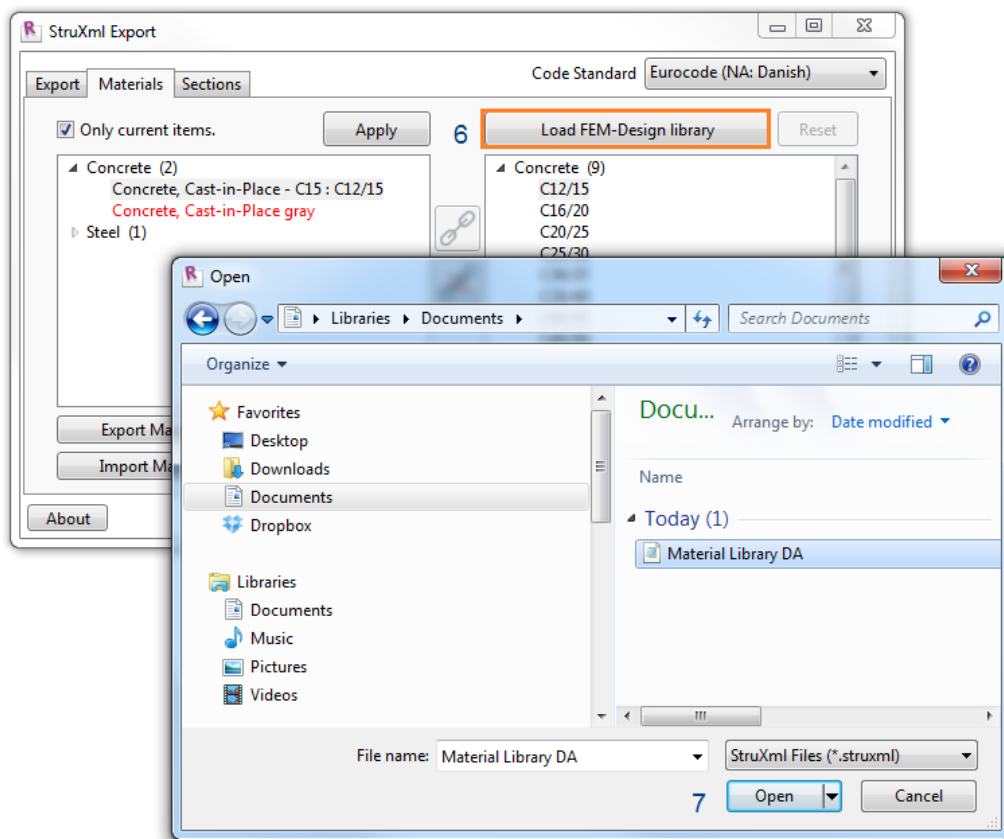 StruXml Export
Code Standard Eurocode (NA: Danish)
Export Materials Sections
Only current items. Apply 6 Load FEM-Design library Reset
Concrete (2)
Concrete, Cast-in-Place - C15 : C12/15
Concrete, Cast-in-Place gray
Steel (1)
Concrete (9)
C12/15
C16/20
C20/25
C25/30
Export Ma
Import Ma
About
Open
Libraries Documents
Search Documents
Organize
Favorites
Desktop
Downloads
Documents
Dropbox
Libraries
Documents
Music
Pictures
Videos
Docu... Arrange by: Date modified
Name
Today (1)
Material Library DA
File name: Material Library DA StruXml Files (*.struxml)
7 Open Cancel